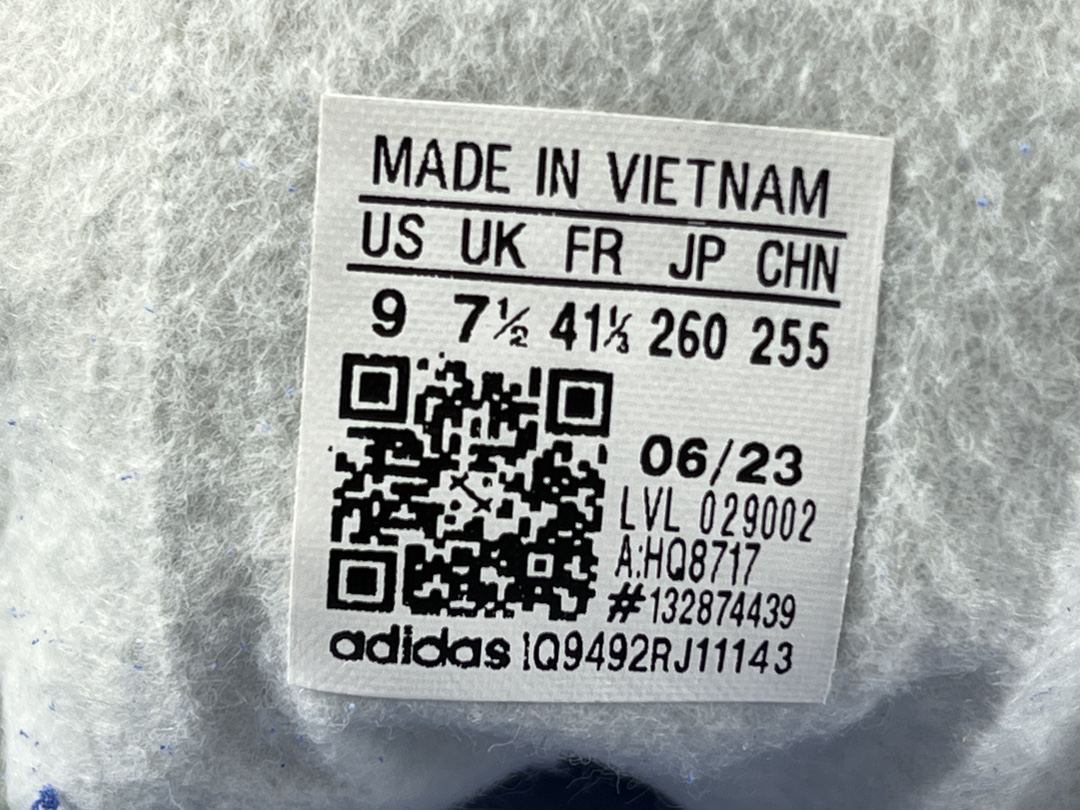 MADE IN VIETNAM
US UK FR JP CHN
9 7½ 41⅓ 260 255
06/23
LVL 029002
A:HQ8717
#132874439
adidas IQ9492RJ11143